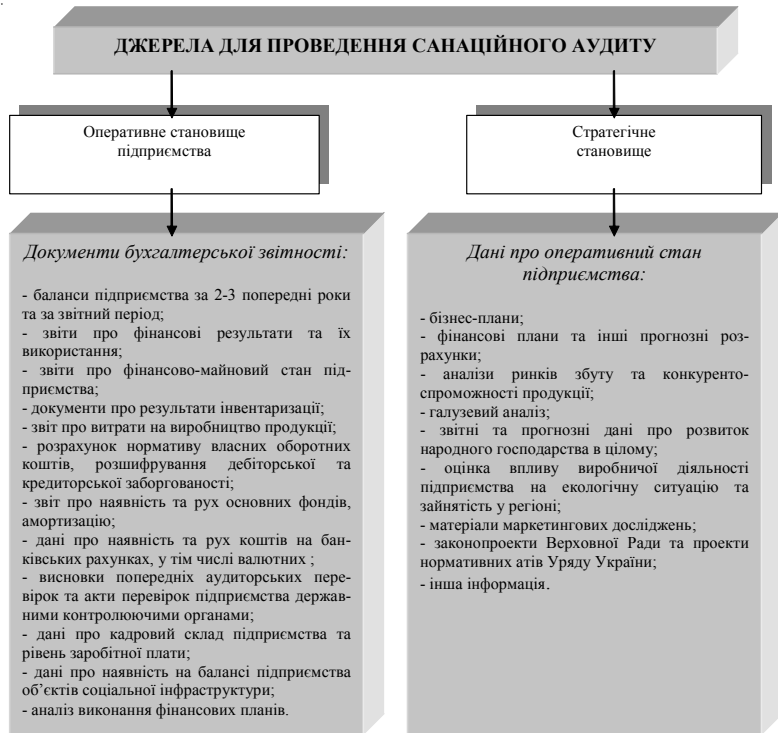 ДЖЕРЕЛА ДЛЯ ПРОВЕДЕННЯ САНАЦІЙНОГО АУДИТУ
Оперативне становище
підприємства
Стратегічне
становище
Документи бухгалтерської звітності:
- баланси підприємства за 2-3 попередні роки
та за звітний період;
- звіти про фінансові результати та їх
використання;
- звіти про фінансово-майновий стан під-
приємства;
- документи про результати інвентаризації;
- звіт про витрати на виробництво продукції;
- розрахунок нормативу власних оборотних
коштів, розшифрування дебіторської та
кредиторської заборгованості;
- звіт про наявність та рух основних фондів,
амортизацію;
- дані про наявність та рух коштів на бан-
ківських рахунках, у тім числі валютних ;
- висновки попередніх аудиторських пере-
вірок та акти перевірок підприємства держав-
ними контролюючими органами;
- дані про кадровий склад підприємства та
рівень заробітної плати;
- дані про наявність на балансі підприємства
об’єктів соціальної інфраструктури;
- аналіз виконання фінансових планів.
Дані про оперативний стан
підприємства:
- бізнес-плани;
- фінансові плани та інші прогнозні роз-
рахунки;
- аналізи ринків збуту та конкуренто-
спроможності продукції;
- галузевий аналіз;
- звітні та прогнозні дані про розвиток
народного господарства в цілому;
- оцінка впливу виробничої діяльності
підприємства на екологічну ситуацію та
зайнятість у регіоні;
- матеріали маркетингових досліджень;
- законопроекти Верховної Ради та проекти
нормативних атів Уряду України;
- інша інформація.